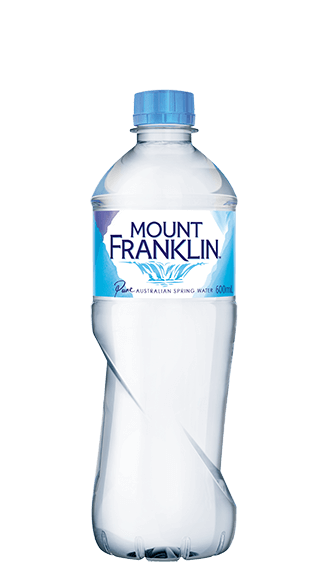 MOUNT
FRANKLIN
Pure AUSTRALIAN SPRING WATER 600mL